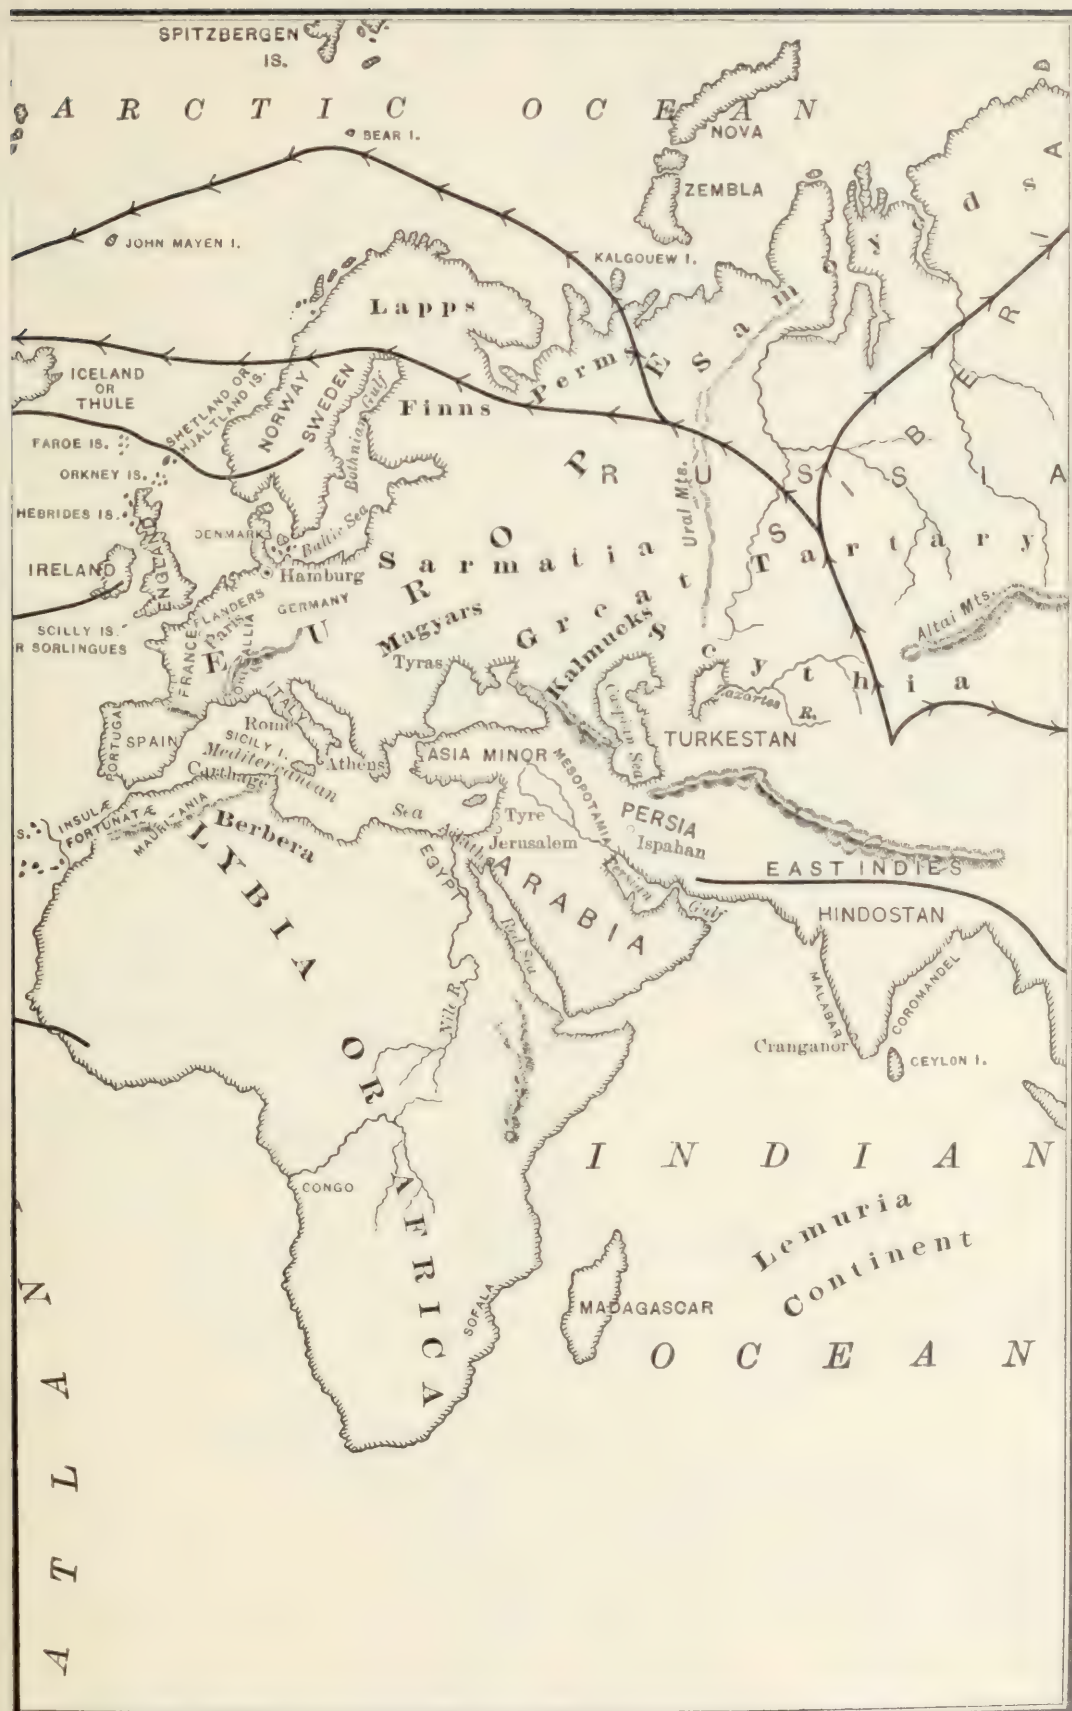 SPITZBERGEN
IS.
ARCTIC OCEAN
BEAR I.
NOVA
ZEMBLA
JOHN MAYEN I.
KALGOUEW I.
Samoyeds
Lapps
Perms
ICELAND
OR
THULE
SHETLAND OR
HJALTLAND IS.
NORWAY
SWEDEN
Bothnian Gulf
Finns
SIBERIA
FAROE IS.
ORKNEY IS.
RUSSIA
Ural Mts.
HEBRIDES IS.
DENMARK
Baltic Sea
IRELAND
ENGLAND
Hamburg
Sarmatia
Great Tartary
FLANDERS
GERMANY
EUROPE
Altai Mts.
SCILLY IS.
R SORLINGUES
Paris
FRANCE
Magyars
Kalmucks
Scythia
Tyras
Caspian Sea
Zaxartes
R.
PORTUGAL
SPAIN
ITALY
Rome
SICILY I.
Mediterranean
Sea
Carthage
Athens
ASIA MINOR
MESOPOTAMIA
TURKESTAN
INSULÆ
FORTUNATÆ
MAURITANIA
S.
Berbera
Tyre
Jerusalem
PERSIA
Ispahan
EGYPT
ARABIA
Persian Gulf
EAST INDIES
HINDOSTAN
Red Sea
Nile R.
MALABAR
COROMANDEL
Cranganor
CEYLON I.
LYBIA
OR
AFRICA
CONGO
INDIAN
Lemuria
Continent
SOFALA
MADAGASCAR
OCEAN
ATLAN